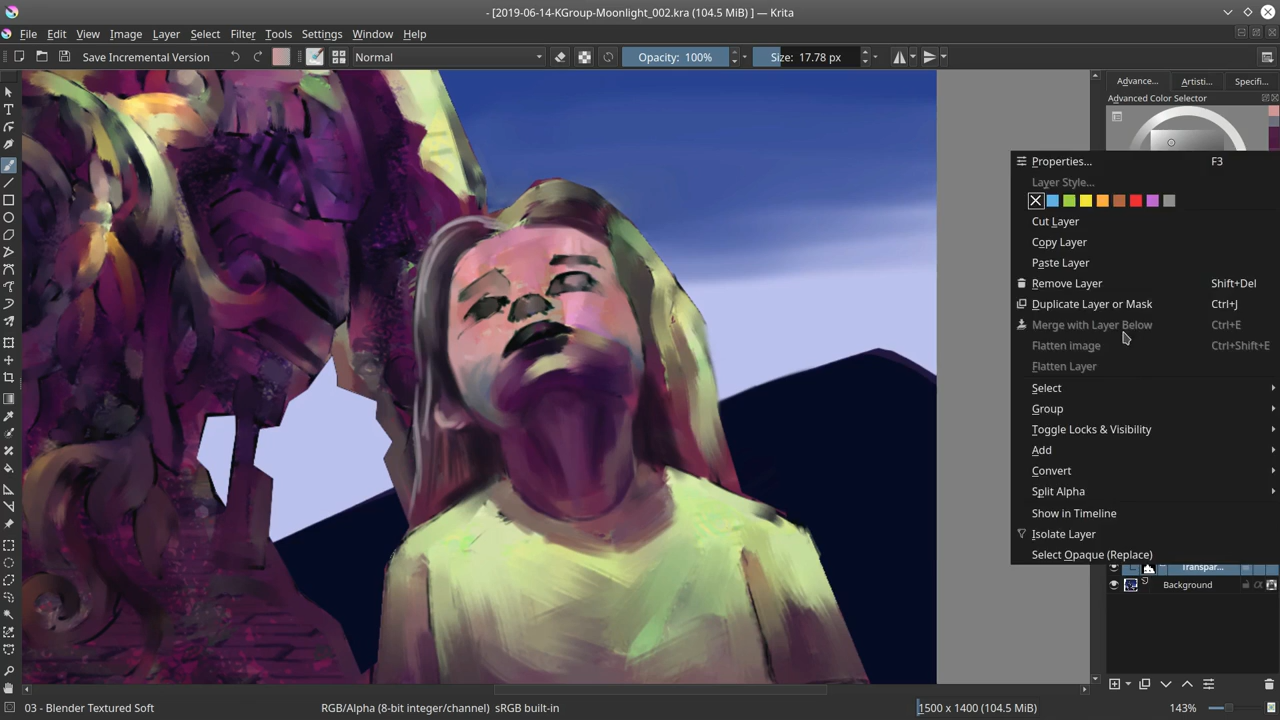 - [2019-06-14-KGroup-Moonlight_002.kra (104.5 MiB) ] — Krita
File Edit View Image Layer Select Filter Tools Settings Window Help
Save Incremental Version Normal Opacity: 100% Size: 17.78 px
Advance... Artisti... Specifi...
Advanced Color Selector
Properties... F3
Layer Style...
Cut Layer
Copy Layer
Paste Layer
Remove Layer Shift+Del
Duplicate Layer or Mask Ctrl+J
Merge with Layer Below Ctrl+E
Flatten image Ctrl+Shift+E
Flatten Layer
Select
Group
Toggle Locks & Visibility
Add
Convert
Split Alpha
Show in Timeline
Isolate Layer
Select Opaque (Replace)
Transpar...
Background
03 - Blender Textured Soft RGB/Alpha (8-bit integer/channel) sRGB built-in 1500 x 1400 (104.5 MiB) 143%